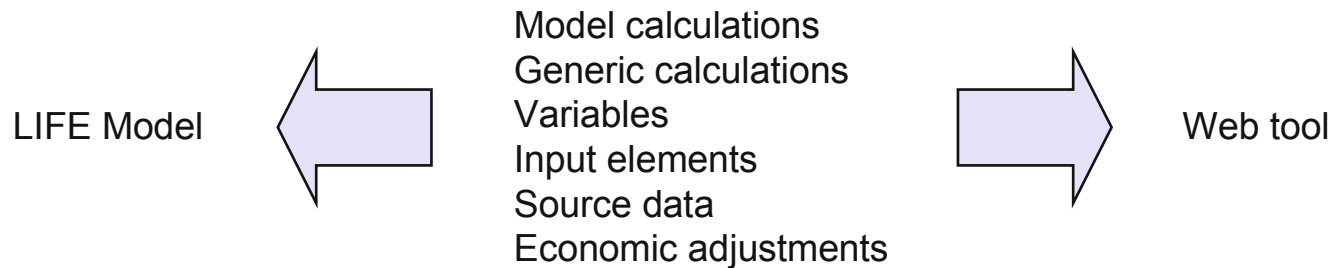 LIFE Model
Model calculations
Generic calculations
Variables
Input elements
Source data
Economic adjustments
Web tool